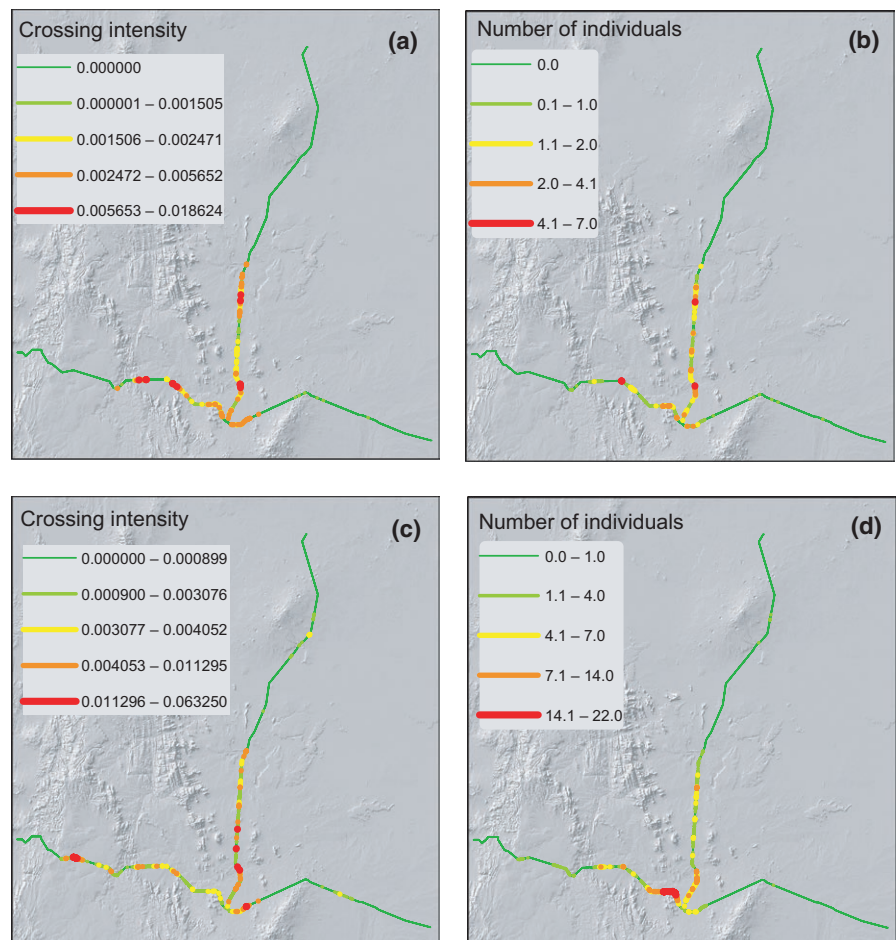 Crossing intensity
(a)
0.000000
0.000001 – 0.001505
0.001506 – 0.002471
0.002472 – 0.005652
0.005653 – 0.018624
Number of individuals
(b)
0.0
0.1 – 1.0
1.1 – 2.0
2.0 – 4.1
4.1 – 7.0
Crossing intensity
(c)
0.000000 – 0.000899
0.000900 – 0.003076
0.003077 – 0.004052
0.004053 – 0.011295
0.011296 – 0.063250
Number of individuals
(d)
0.0 – 1.0
1.1 – 4.0
4.1 – 7.0
7.1 – 14.0
14.1 – 22.0